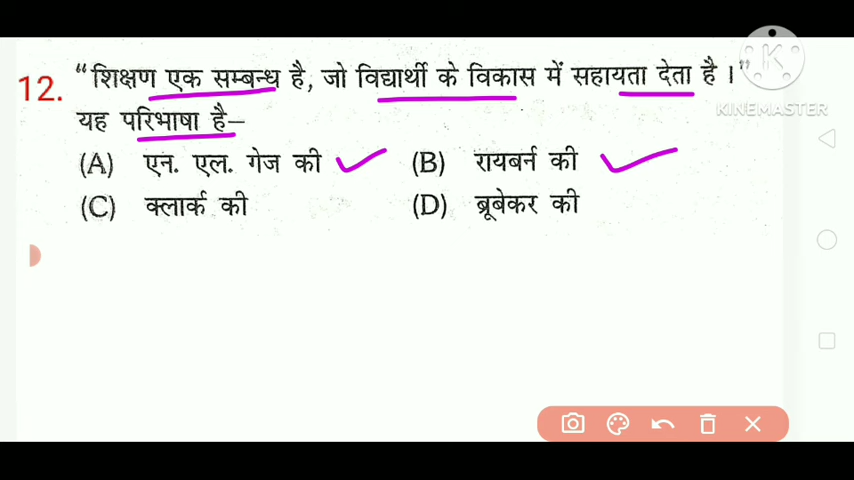 12. “शिक्षण एक सम्बन्ध है, जो विद्यार्थी के विकास में सहायता देता है।”
यह परिभाषा है–
(A) एन. एल. गेज की (B) रायबर्न की
(C) क्लार्क की (D) ब्रूबेकर की
K
KINEMASTER